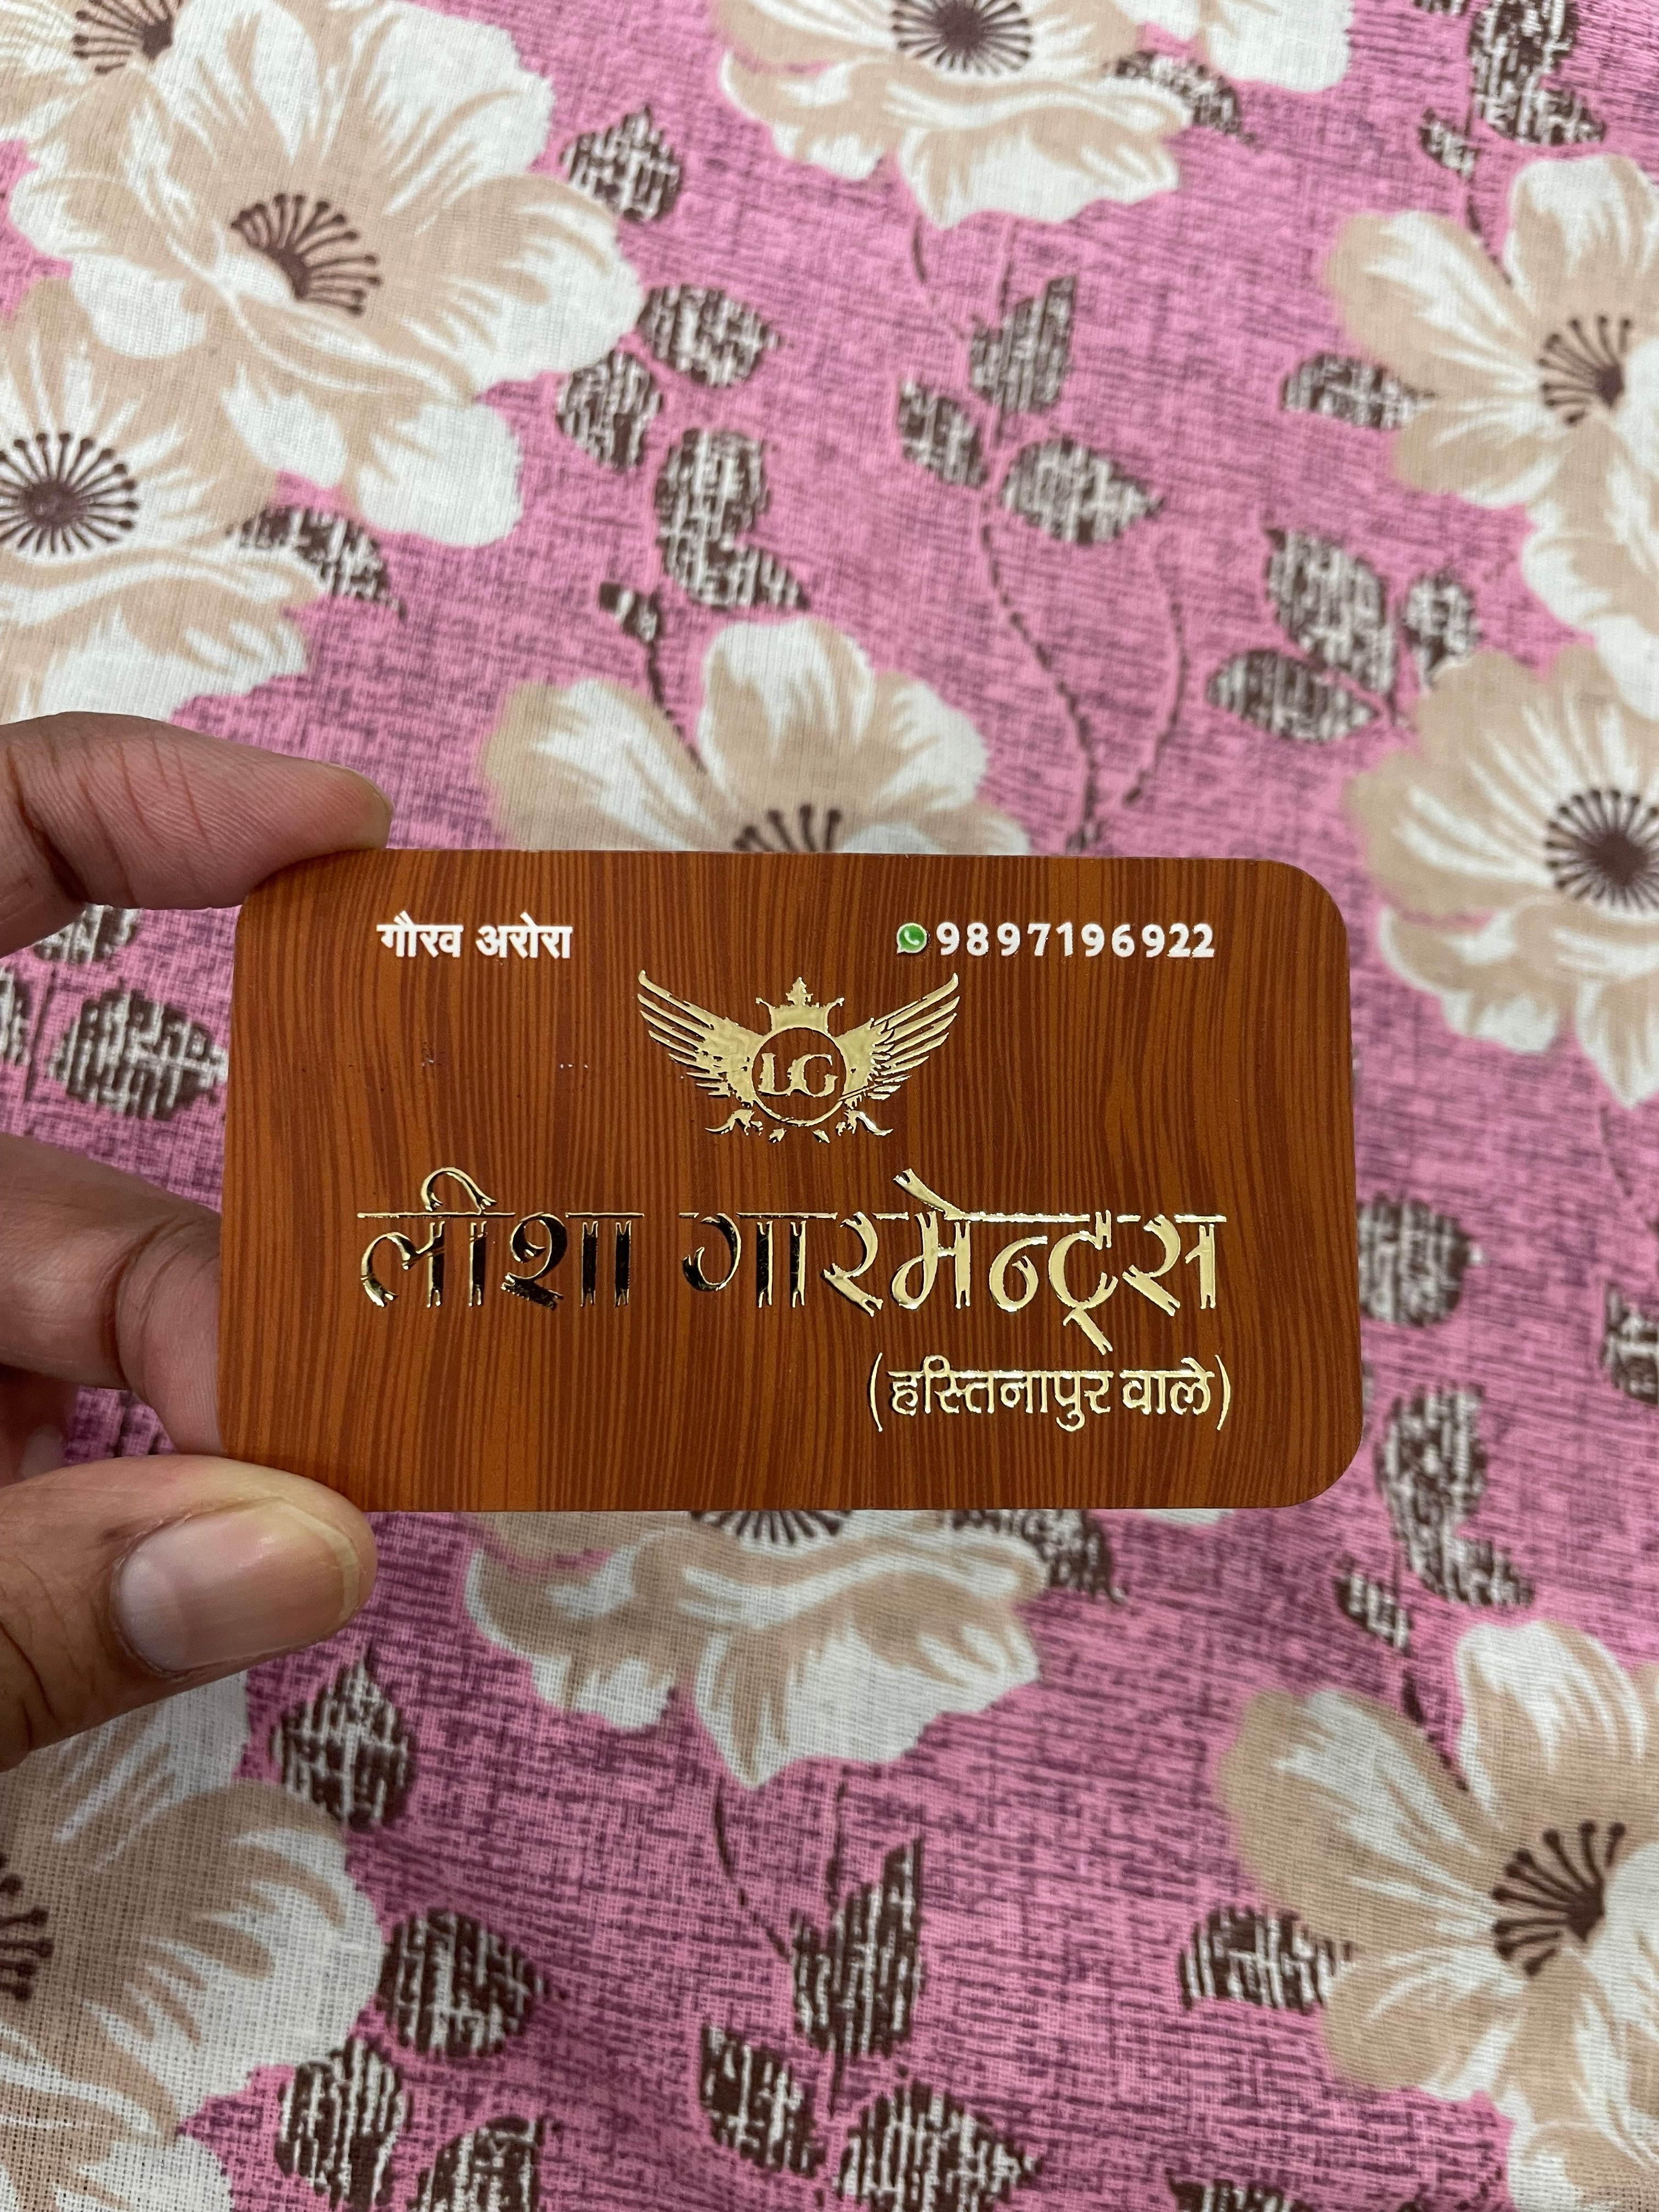 गौरव अरोरा 9897196922
LG
लीशा गारमेन्ट्स
(हस्तिनापुर वाले)